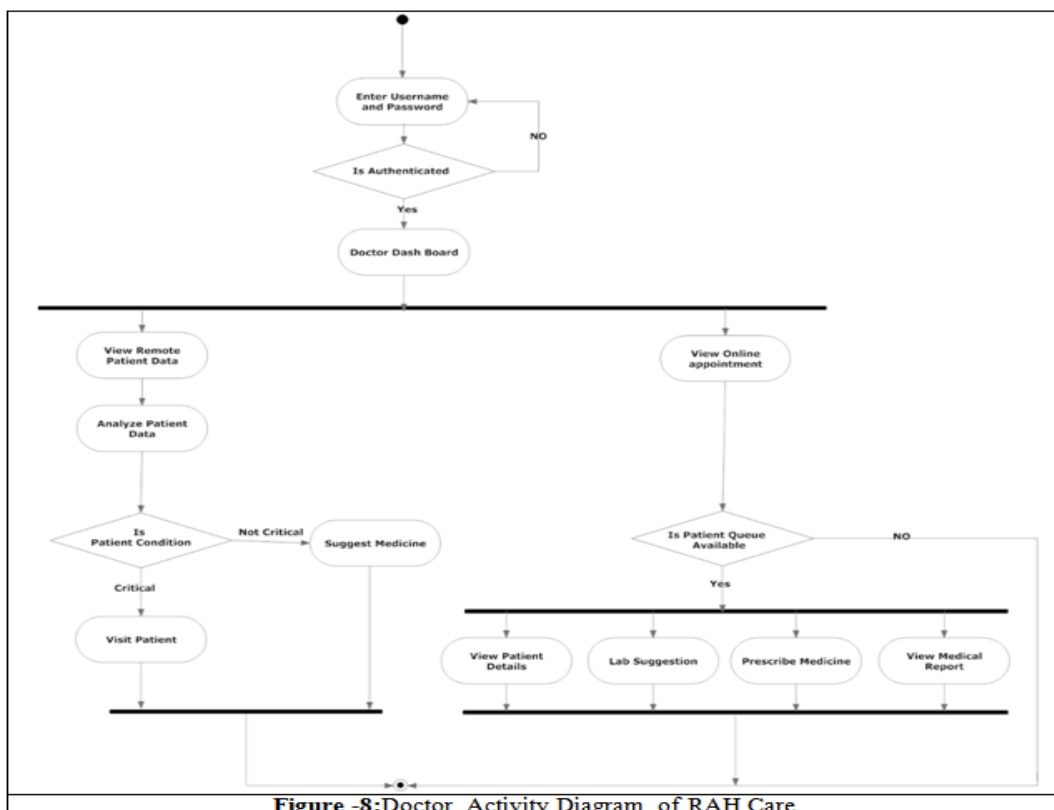 Enter Username
and Password
NO
Is Authenticated
Yes
Doctor Dash Board
View Remote
Patient Data
View Online
appointment
Analyze Patient
Data
Is
Patient Condition
Not Critical
Suggest Medicine
Is Patient Queue
Available
NO
Critical
Yes
Visit Patient
View Patient
Details
Lab Suggestion
Prescribe Medicine
View Medical
Report
Figure -8:Doctor Activity Diagram of RAH Care